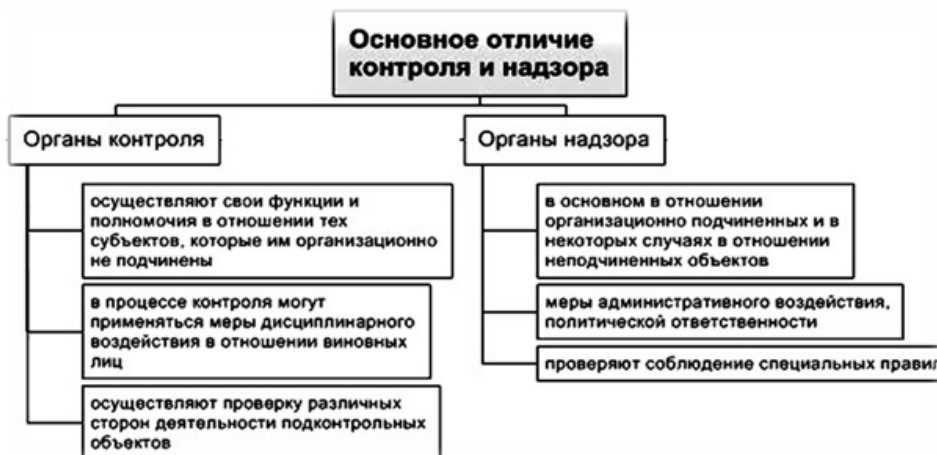 Основное отличие
контроля и надзора
Органы контроля
осуществляют свои функции и
полномочия в отношении тех
субъектов, которые им организационно
не подчинены
в процессе контроля могут
применяться меры дисциплинарного
воздействия в отношении виновных
лиц
осуществляют проверку различных
сторон деятельности подконтрольных
объектов
Органы надзора
в основном в отношении
организационно подчиненных и в
некоторых случаях в отношении
неподчиненных объектов
меры административного воздействия,
политической ответственности
проверяют соблюдение специальных правил